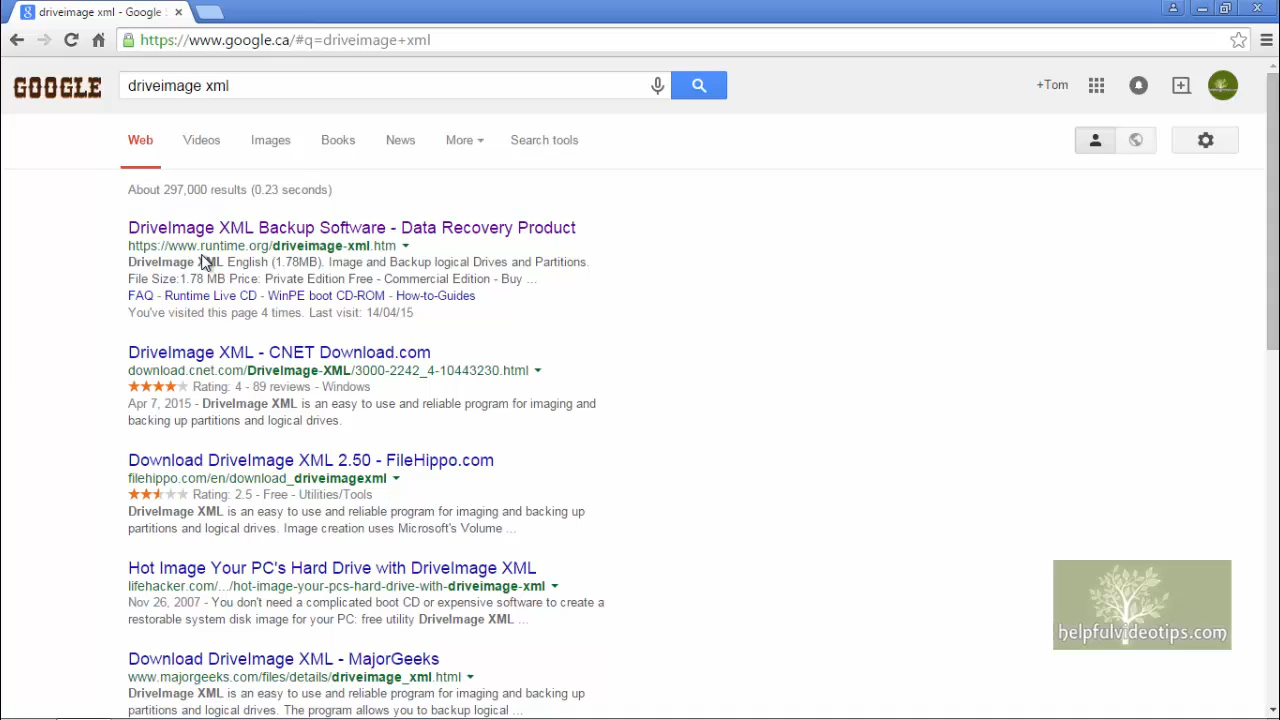 driveimage xml - Google
https://www.google.ca/#q=driveimage+xml
GOOGLE
driveimage xml
+Tom
Web Videos Images Books News More Search tools
About 297,000 results (0.23 seconds)
DriveImage XML Backup Software - Data Recovery Product
https://www.runtime.org/driveimage-xml.htm
DriveImage XML English (1.78MB). Image and Backup logical Drives and Partitions.
File Size:1.78 MB Price: Private Edition Free - Commercial Edition - Buy ...
FAQ - Runtime Live CD - WinPE boot CD-ROM - How-to-Guides
You've visited this page 4 times. Last visit: 14/04/15
DriveImage XML - CNET Download.com
download.cnet.com/DriveImage-XML/3000-2242_4-10443230.html
Rating: 4 - 89 reviews - Windows
Apr 7, 2015 - DriveImage XML is an easy to use and reliable program for imaging and
backing up partitions and logical drives.
Download DriveImage XML 2.50 - FileHippo.com
filehippo.com/en/download_driveimagexml
Rating: 2.5 - Free - Utilities/Tools
DriveImage XML is an easy to use and reliable program for imaging and backing up
partitions and logical drives. Image creation uses Microsoft's Volume ...
Hot Image Your PC's Hard Drive with DriveImage XML
lifehacker.com/.../hot-image-your-pcs-hard-drive-with-driveimage-xml
Nov 26, 2007 - You don't need a complicated boot CD or expensive software to create a
restorable system disk image for your PC: free utility DriveImage XML ...
helpfulvideotips.com
Download DriveImage XML - MajorGeeks
www.majorgeeks.com/files/details/driveimage_xml.html
DriveImage XML is an easy to use and reliable program for imaging and backing up
partitions and logical drives. The program allows you to backup logical ...